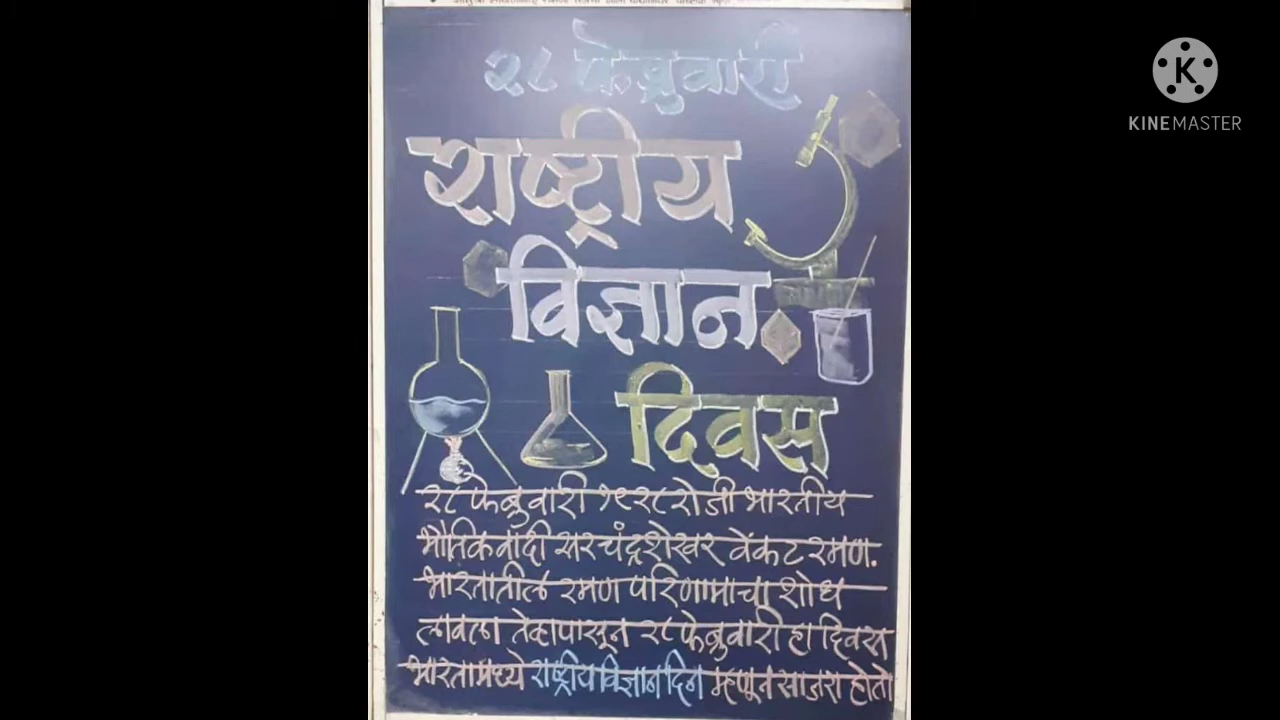 २८ फेब्रुवारी
राष्ट्रीय
विज्ञान
दिवस
२८ फेब्रुवारी १९२८ रोजी भारतीय
भौतिकवादी सर चंद्रशेखर वेंकट रमण.
भारतातील रमण परिणामाचा शोध
लावला तेव्हापासून २८ फेब्रुवारी हा दिवस
भारतामध्ये राष्ट्रीय विज्ञान दिन म्हणून साजरा होतो
K
KINEMASTER